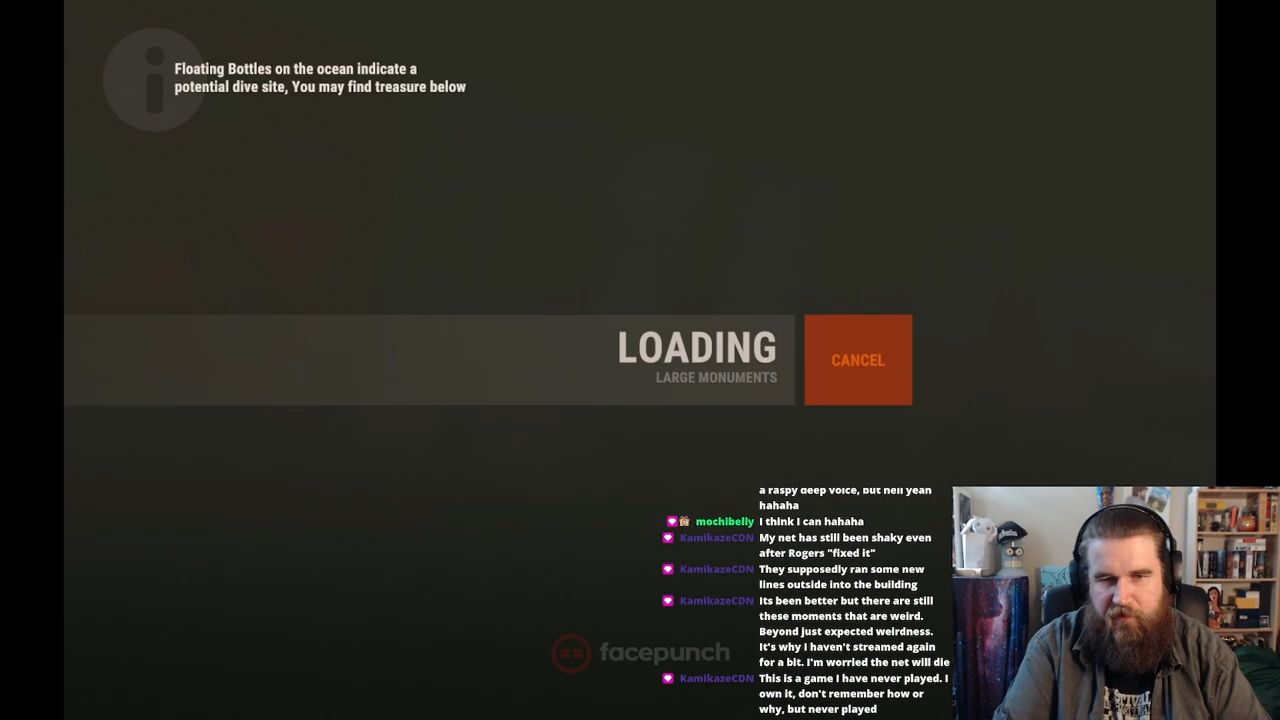 Floating Bottles on the ocean indicate a
potential dive site, You may find treasure below
LOADING
LARGE MONUMENTS
CANCEL
a raspy deep voice, but hell yeah
hahaha
mochibelly I think I can hahaha
KamikazeCDN My net has still been shaky even
after Rogers "fixed it"
KamikazeCDN They supposedly ran some new
lines outside into the building
KamikazeCDN Its been better but there are still
these moments that are weird.
Beyond just expected weirdness.
It's why I haven't streamed again
for a bit. I'm worried the net will die
KamikazeCDN This is a game I have never played. I
own it, don't remember how or
why, but never played
facepunch